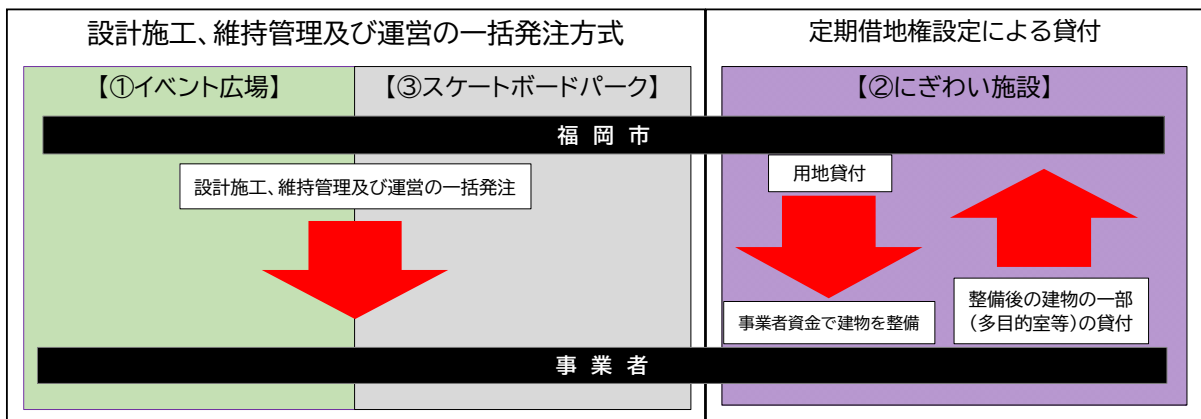 設計施工、維持管理及び運営の一括発注方式
定期借地権設定による貸付
【①イベント広場】
【③スケートボードパーク】
【②にぎわい施設】
福岡市
設計施工、維持管理及び運営の一括発注
用地貸付
事業者資金で建物を整備
整備後の建物の一部
（多目的室等）の貸付
事業者